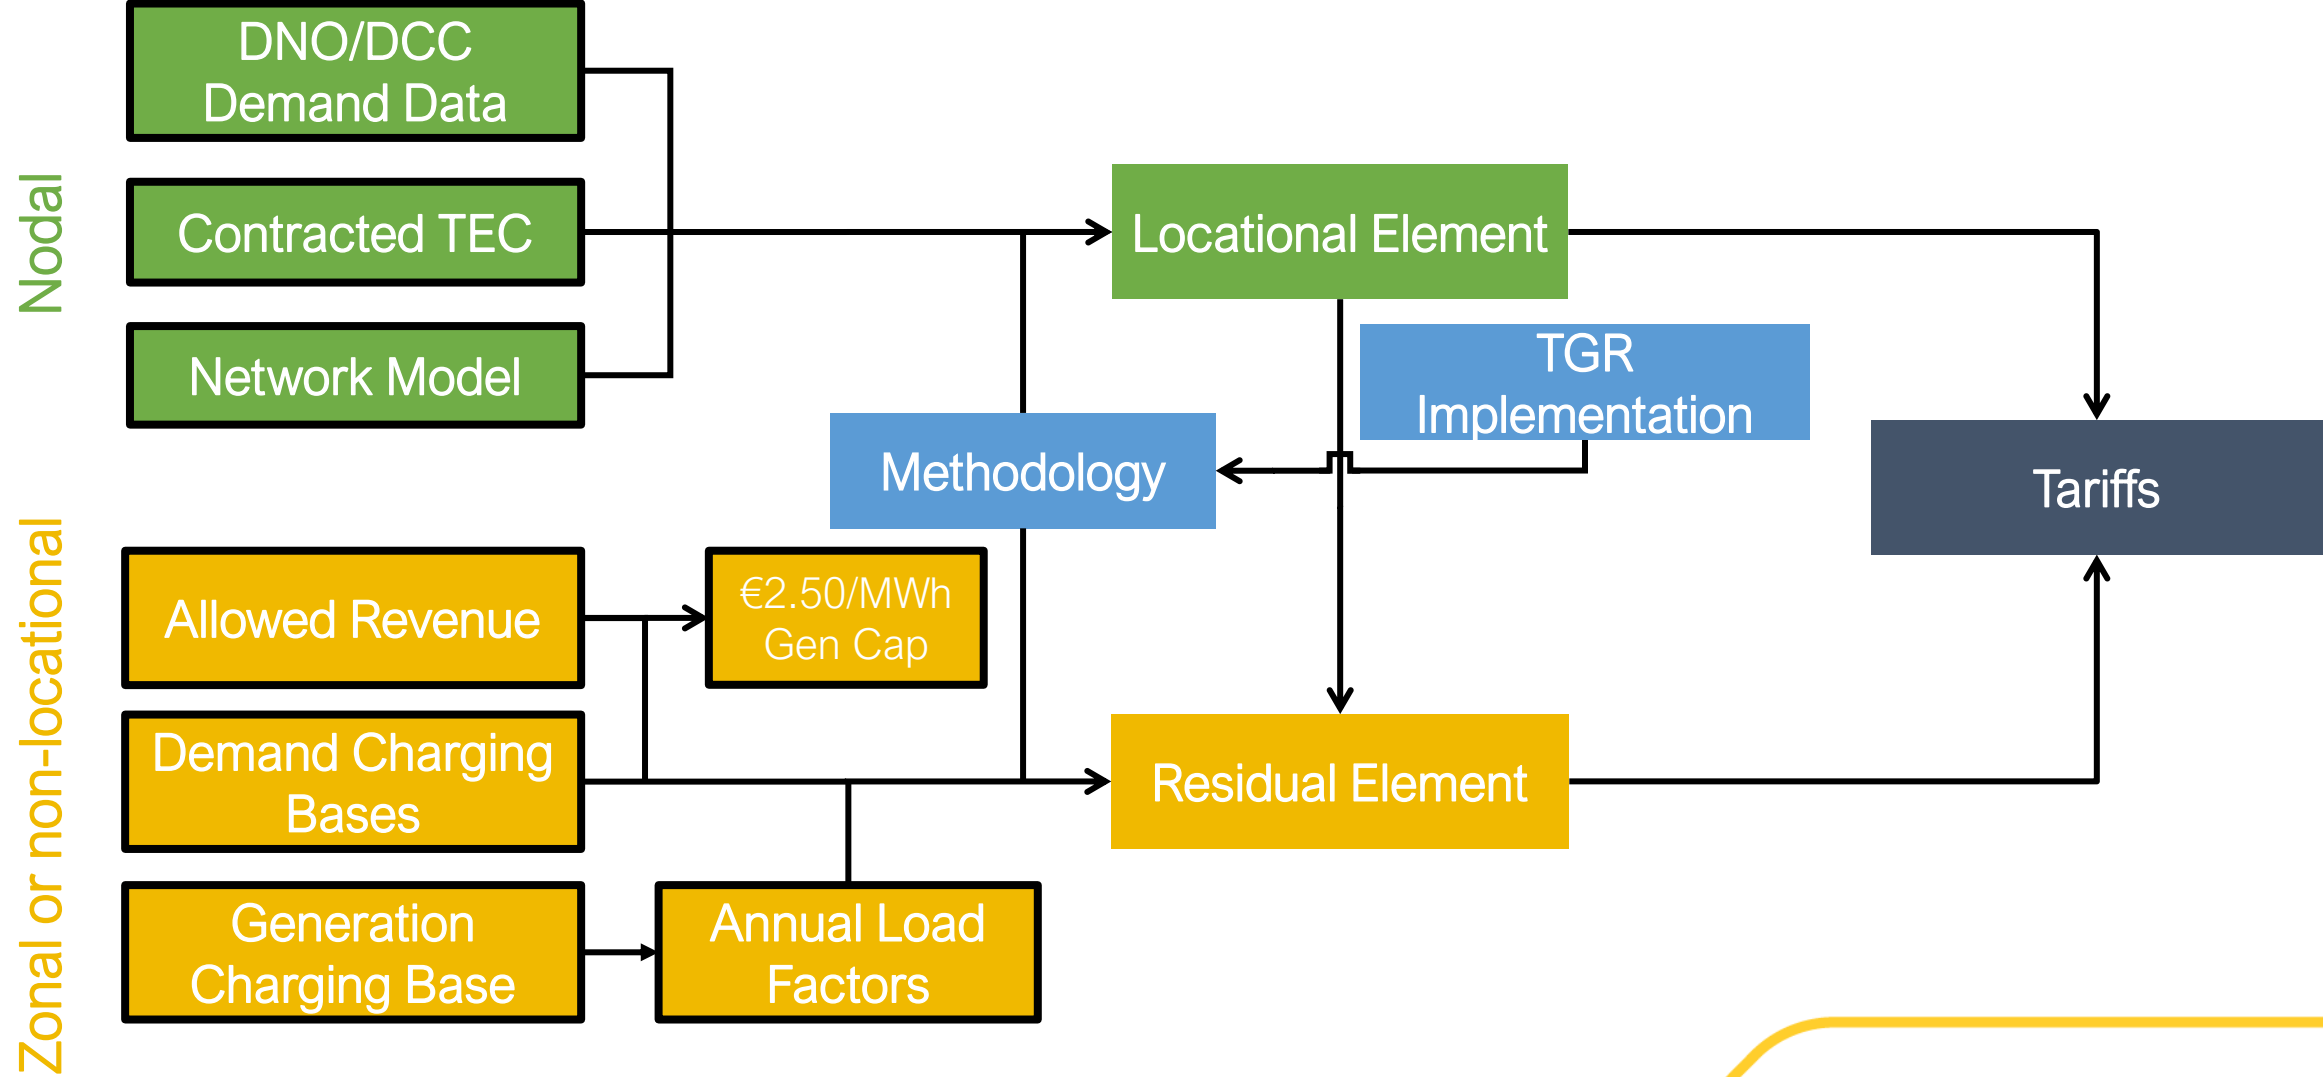 Nodal
DNO/DCC
Demand Data
Contracted TEC
Network Model
Locational Element
TGR
Implementation
Methodology
Tariffs
Zonal or non-locational
Allowed Revenue
€2.50/MWh
Gen Cap
Demand Charging
Bases
Residual Element
Generation
Charging Base
Annual Load
Factors